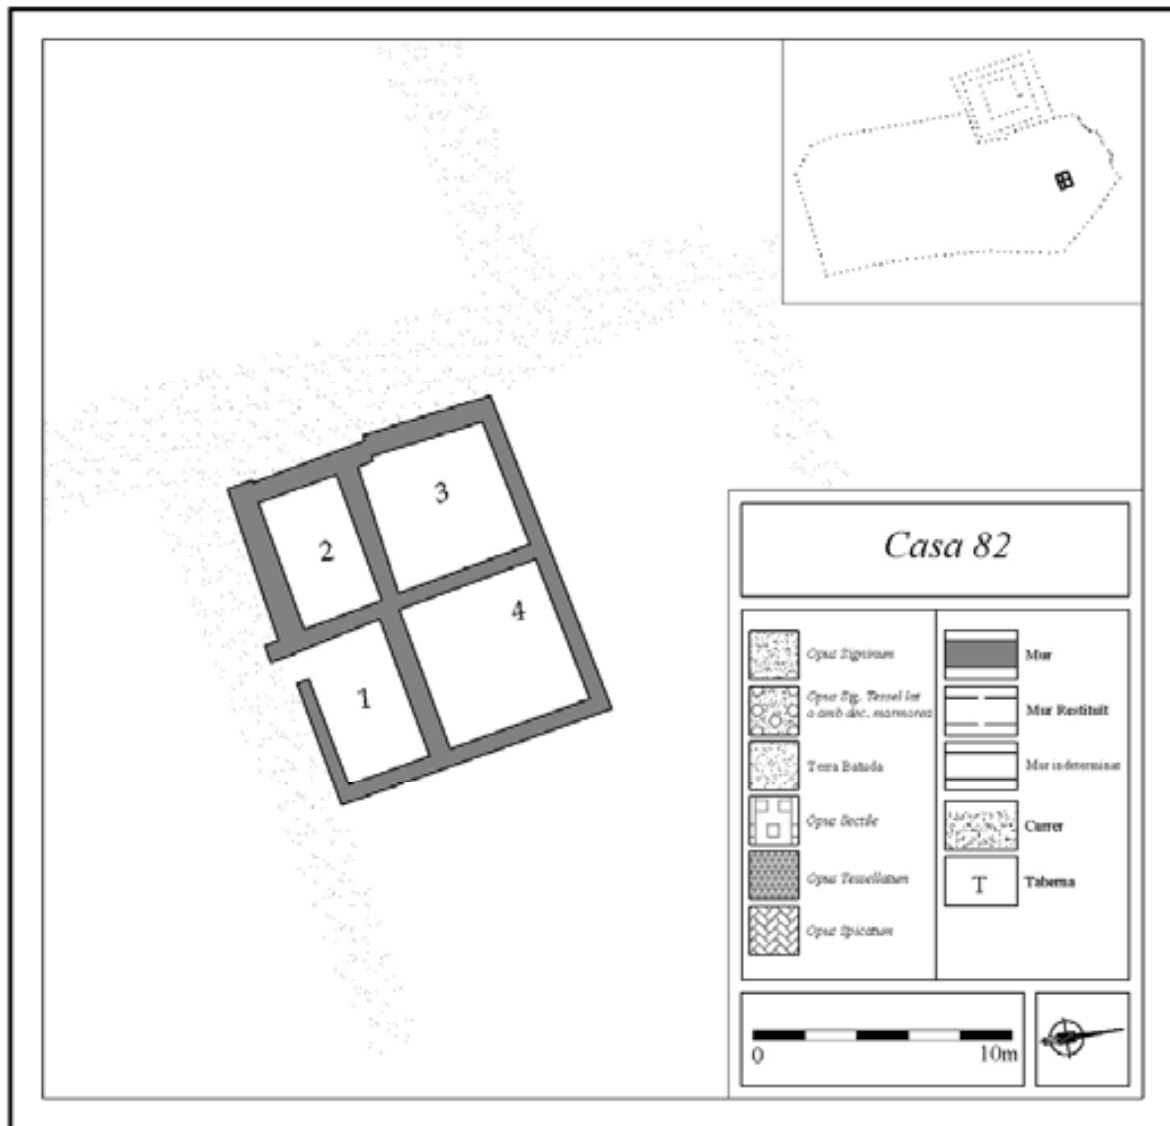 3
2
4
1
Casa 82
Opus Signinum
Opus Sig. Tessel·lat
o amb dec. marmorea
Terra Batuda
Opus Sectile
Opus Tessellatum
Opus Spicatum
Mur
Mur Restituït
Mur indeterminat
Carrer
T
Taberna
0
10m